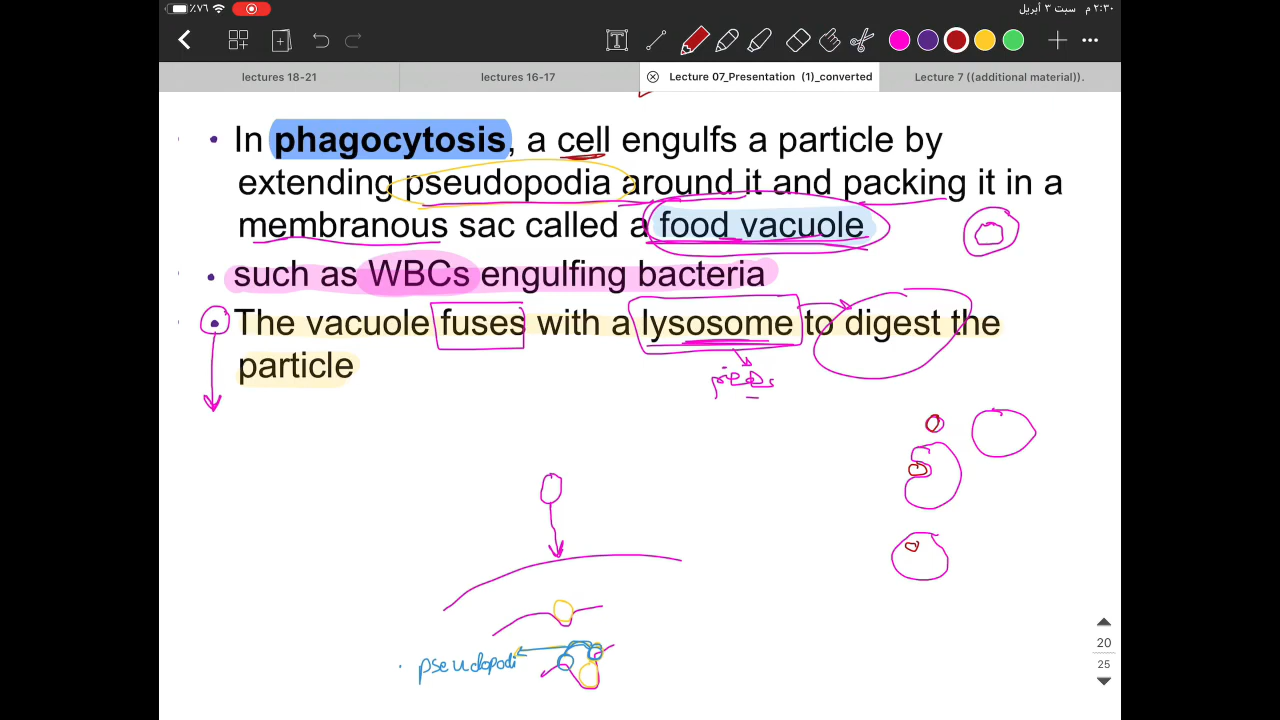 ٪٧٦
٢:٣٠ م سبت ٣ أبريل
lectures 18-21
lectures 16-17
Lecture 07_Presentation (1)_converted
Lecture 7 ((additional material)).
• In phagocytosis, a cell engulfs a particle by
extending pseudopodia around it and packing it in a
membranous sac called a food vacuole
• such as WBCs engulfing bacteria
• The vacuole fuses with a lysosome to digest the
particle
pseudopodi
20
25